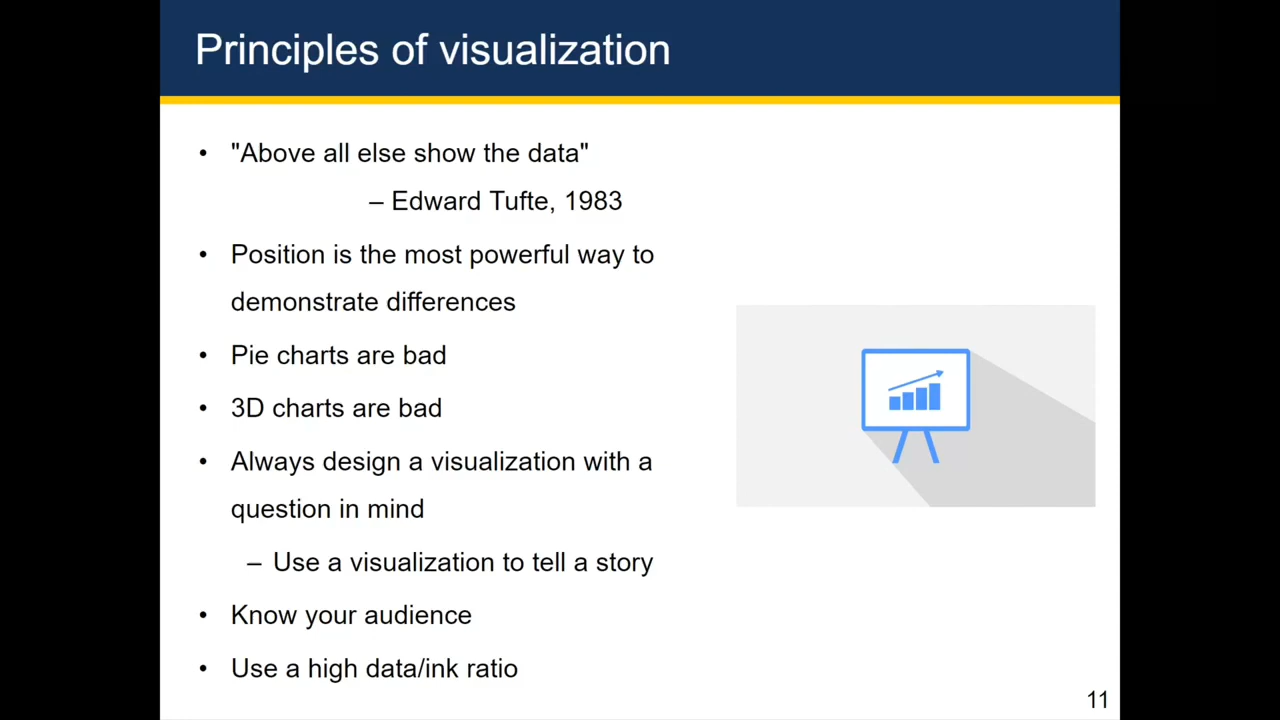 Principles of visualization
• "Above all else show the data"
– Edward Tufte, 1983
• Position is the most powerful way to
demonstrate differences
• Pie charts are bad
• 3D charts are bad
• Always design a visualization with a
question in mind
– Use a visualization to tell a story
• Know your audience
• Use a high data/ink ratio
11